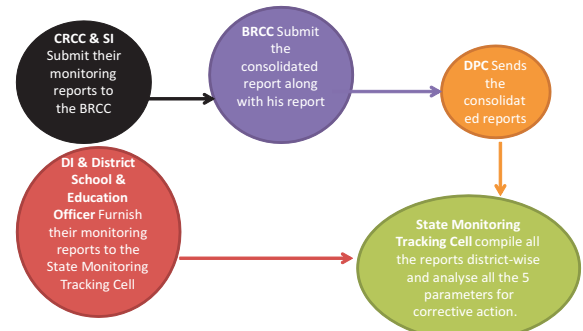 CRCC & SI
Submit their
monitoring
reports to
the BRCC
BRCC Submit
the
consolidated
report along
with his report
DPC Sends
the
consolidat
ed reports
DI & District
School &
Education
Officer Furnish
their monitoring
reports to the
State Monitoring
Tracking Cell
State Monitoring
Tracking Cell compile all
the reports district-wise
and analyse all the 5
parameters for
corrective action.